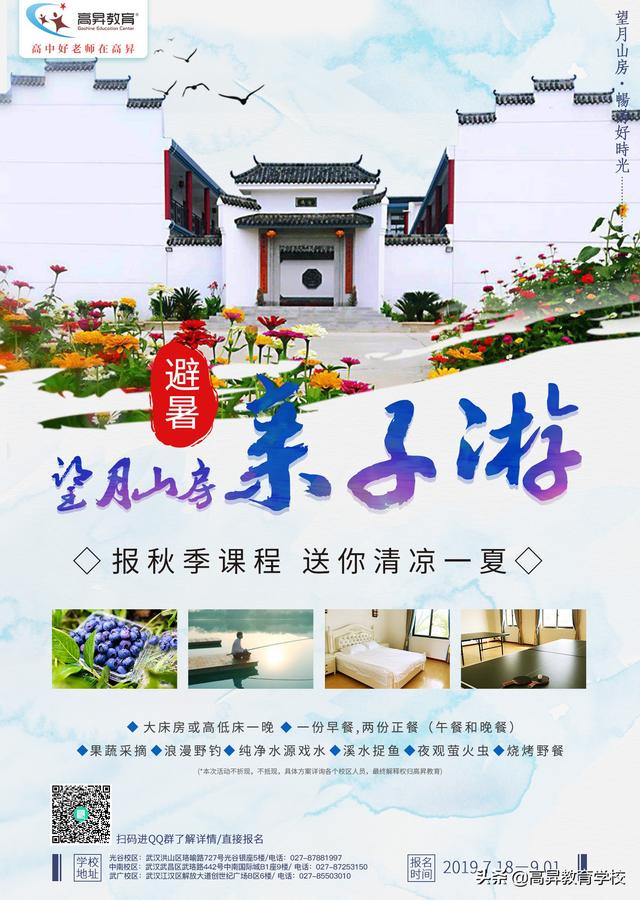 高昇教育®
Goshine Education Center
高中好老师在高昇
望月山房·暢游好時光
避暑
望月山房 亲子游
◇报秋季课程 送你清凉一夏◇
◆大床房或高低床一晚 ◆一份早餐,两份正餐（午餐和晚餐）
◆果蔬采摘◆浪漫野钓◆纯净水源戏水◆溪水捉鱼◆夜观萤火虫◆烧烤野餐
(*本次活动不折现，不抵现，具体方案详询各个校区人员，最终解释权归高昇教育)
扫码进QQ群了解详情/直接报名
学校地址
光谷校区：武汉洪山区珞喻路727号光谷银座5楼/电话：027-87881997
中南校区：武汉武昌区武珞路442号中南国际城B1座9楼/ 电话：027-87253150
武广校区：武汉江汉区解放大道创世纪广场B区6楼/ 电话：027-85503010
报名时间
2019.7.18—9.01
头条 @高昇教育学校